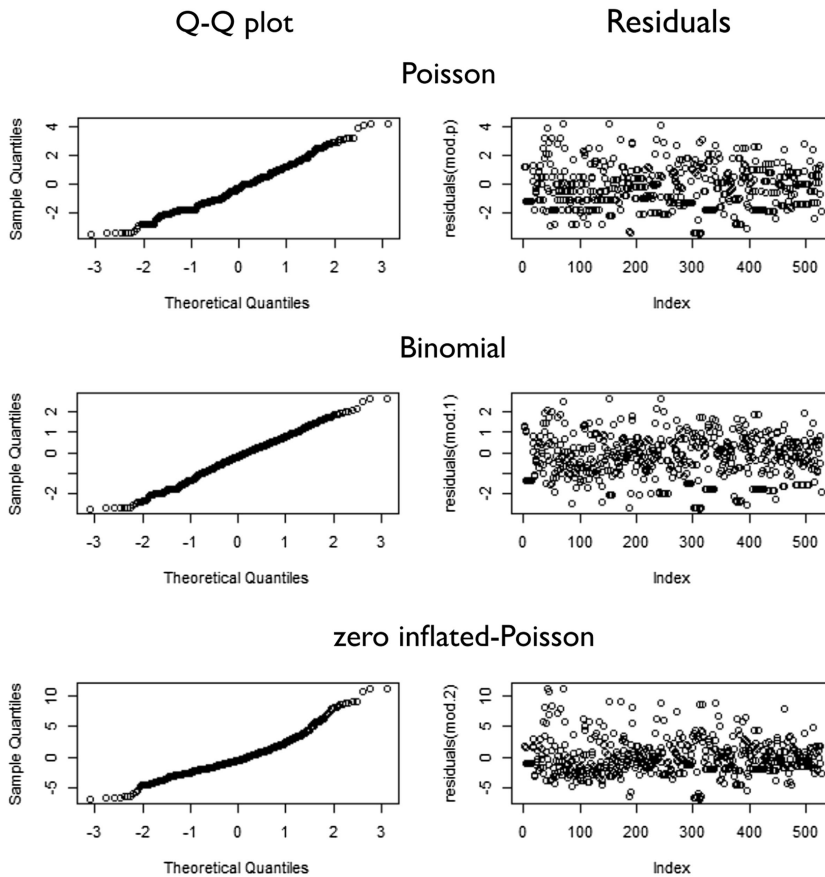 Q-Q plot
Residuals
Poisson
Sample Quantiles
4
2
0
-2
-3 -2 -1 0 1 2 3
Theoretical Quantiles
residuals(mod.p)
4
2
0
-2
0 100 200 300 400 500
Index
Binomial
Sample Quantiles
2
1
0
-2
-3 -2 -1 0 1 2 3
Theoretical Quantiles
residuals(mod.1)
2
1
0
-2
0 100 200 300 400 500
Index
zero inflated-Poisson
Sample Quantiles
10
5
0
-5
-3 -2 -1 0 1 2 3
Theoretical Quantiles
residuals(mod.2)
10
5
0
-5
0 100 200 300 400 500
Index